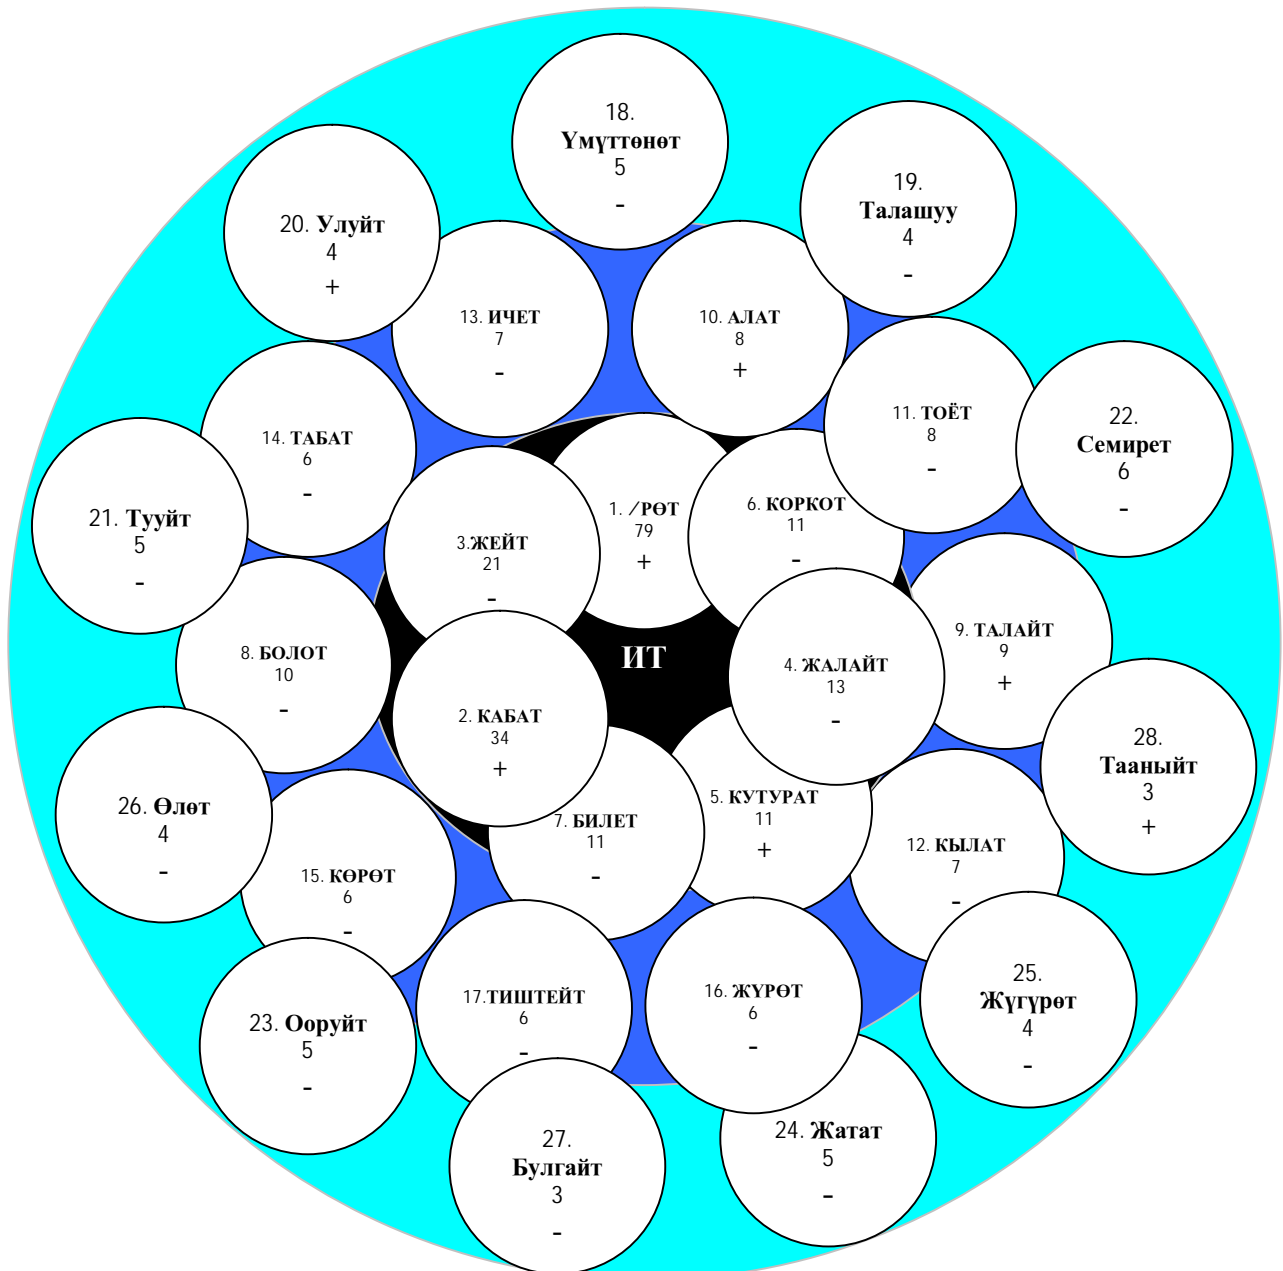 18.
Үмүттөнөт
5
-
19.
Талашуу
4
-
20. Улуйт
4
+
13. ИЧЕТ
7
-
10. АЛАТ
8
+
11. ТОЁТ
8
-
22.
Семирет
6
-
14. ТАБАТ
6
-
21. Тууйт
5
-
3.ЖЕЙТ
21
-
1. ⁄РӨТ
79
+
6. КОРКОТ
11
-
ИТ
9. ТАЛАЙТ
9
+
8. БОЛОТ
10
-
2. КАБАТ
34
+
4. ЖАЛАЙТ
13
-
28.
Тааныйт
3
+
26. Өлөт
4
-
7. БИЛЕТ
11
-
5. КУТУРАТ
11
+
12. КЫЛАТ
7
-
15. КӨРӨТ
6
-
17.ТИШТЕЙТ
6
-
16. ЖҮРӨТ
6
-
25.
Жүгүрөт
4
-
23. Ооруйт
5
-
27.
Булгайт
3
-
24. Жатат
5
-